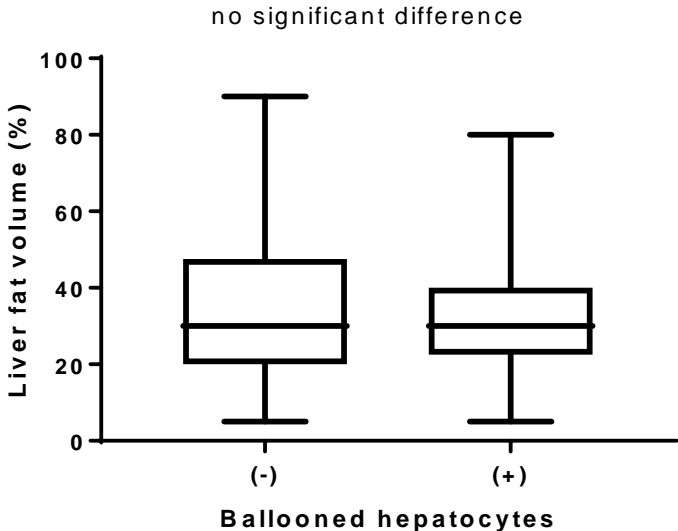 no significant difference
Liver fat volume (%)
100
80
60
40
20
0
(-)
(+)
Ballooned hepatocytes